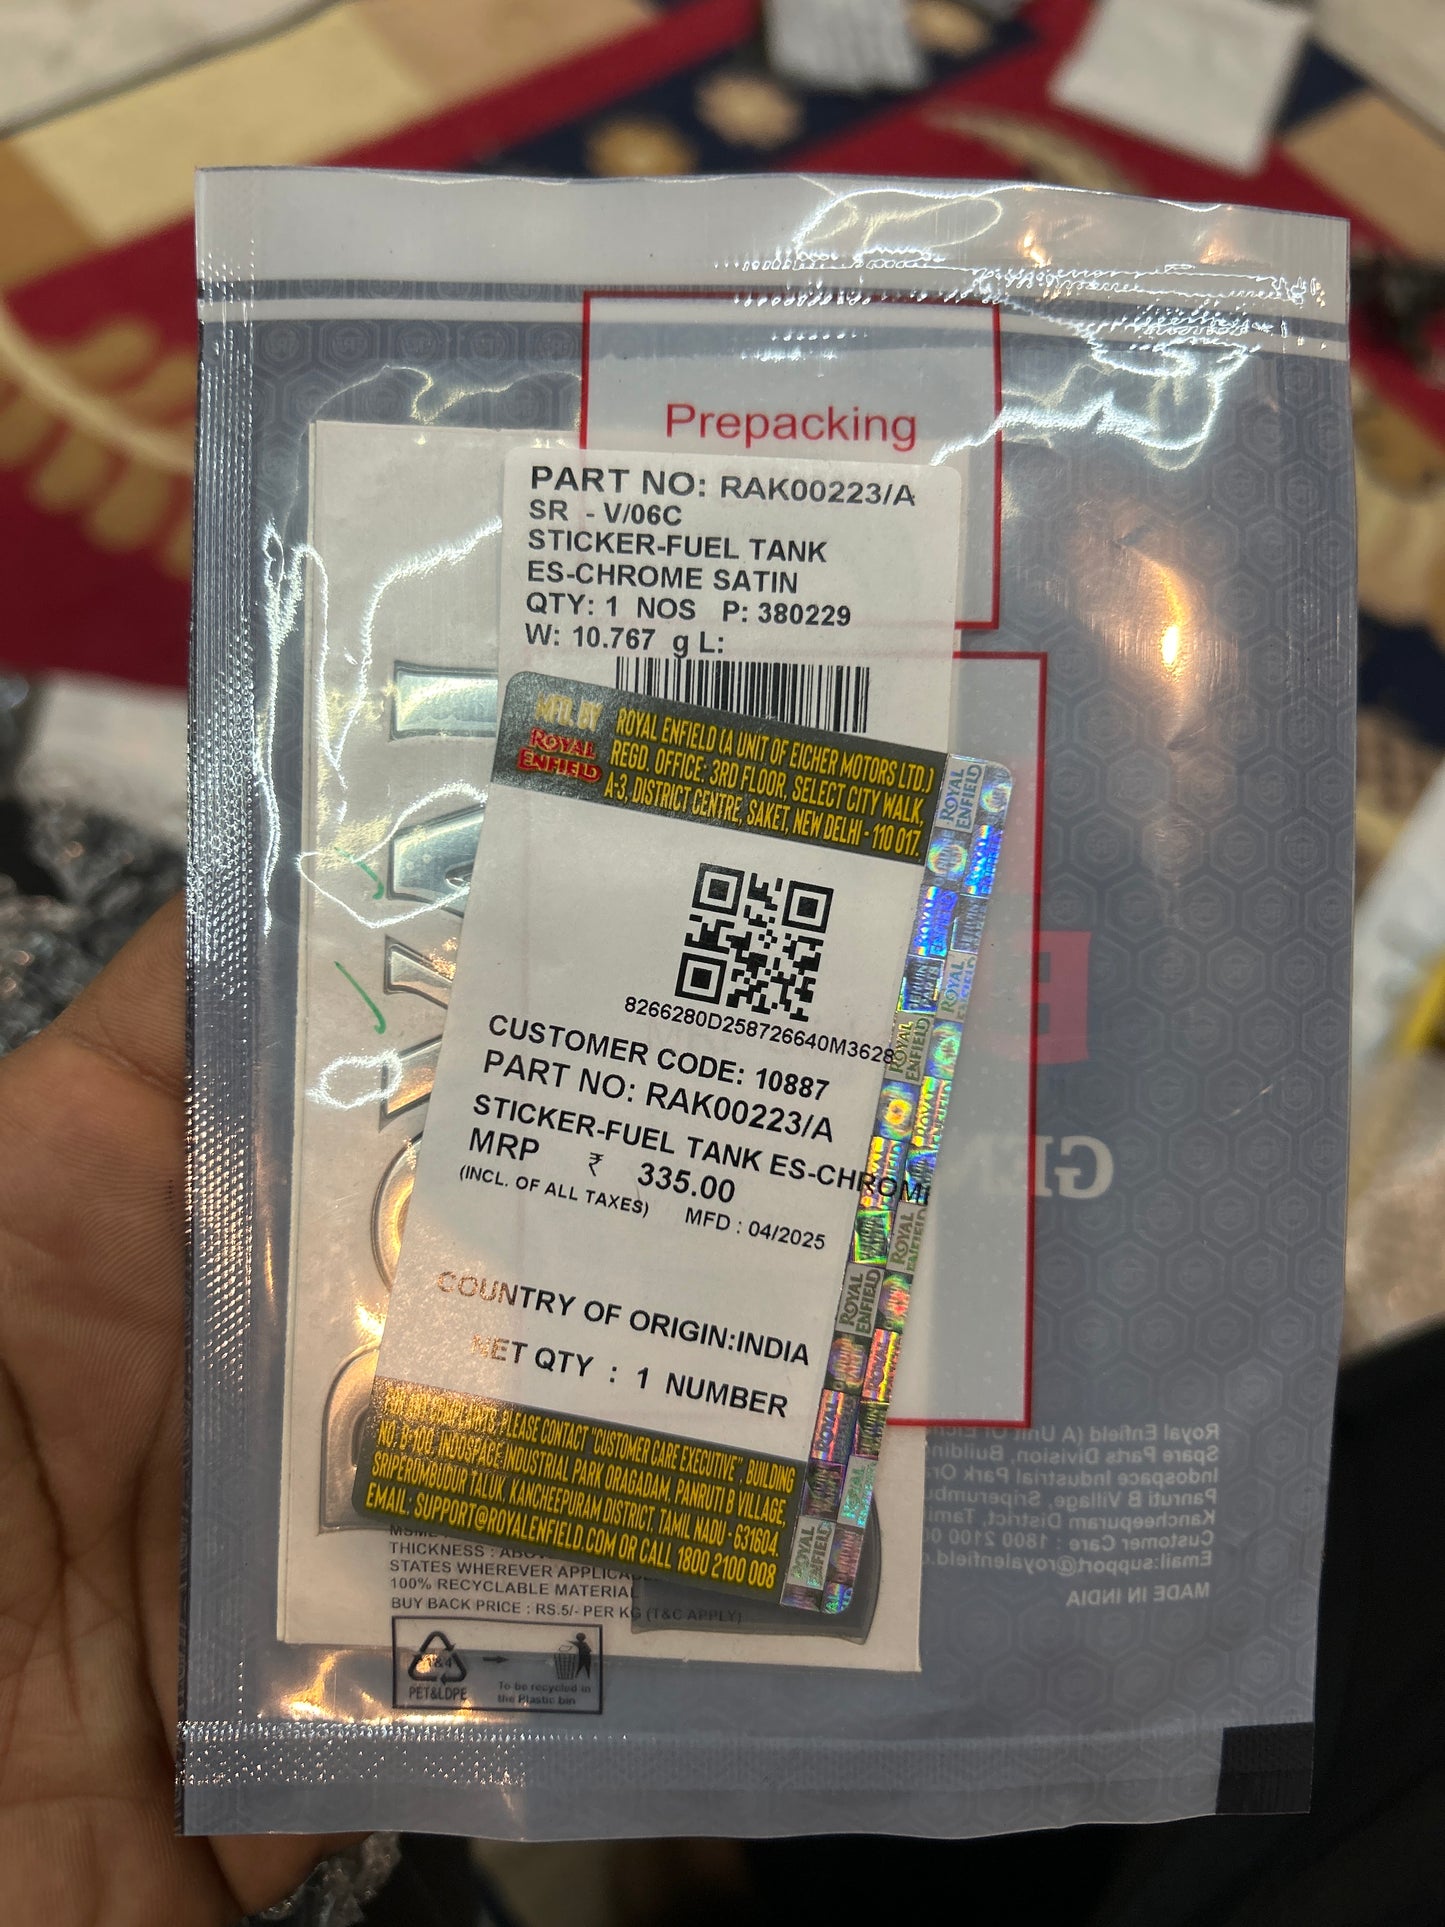 Prepacking
PART NO: RAK00223/A
SR - V/06C
STICKER-FUEL TANK
ES-CHROME SATIN
QTY: 1 NOS P: 380229
W: 10.767 g L:
MFD. BY
ROYAL
ENFIELD
ROYAL ENFIELD (A UNIT OF EICHER MOTORS LTD.)
REGD. OFFICE: 3RD FLOOR, SELECT CITY WALK,
A-3, DISTRICT CENTRE, SAKET, NEW DELHI - 110 017.
8266280D258726640M3628
CUSTOMER CODE: 10887
PART NO: RAK00223/A
STICKER-FUEL TANK ES-CHROM
MRP ₹ 335.00
(INCL. OF ALL TAXES) MFD : 04/2025
COUNTRY OF ORIGIN:INDIA
NET QTY : 1 NUMBER
PLEASE CONTACT "CUSTOMER CARE EXECUTIVE", BUILDING
NO. B-100, INDOSPACE INDUSTRIAL PARK ORAGADAM, PANRUTI B VILLAGE,
SRIPERUMBUDUR TALUK, KANCHEEPURAM DISTRICT, TAMIL NADU - 631604.
EMAIL: SUPPORT@ROYALENFIELD.COM OR CALL 1800 2100 008
ROYAL ENFIELD
THICKNESS : ABO
STATES WHEREVER APPLICA
100% RECYCLABLE MATERIAL
BUY BACK PRICE : RS.5/- PER KG (T&C APPLY)
PET&LDPE
To be recycled in
the Plastic bin
Royal Enfield (A Unit Of Eich
Spare Parts Division, Building
Indospace Industrial Park Or
Panruti B Village, Sriperumbu
Kancheepuram District, Tami
Customer Care : 1800 2100 00
Email:support@royalenfield.c
MADE IN INDIA